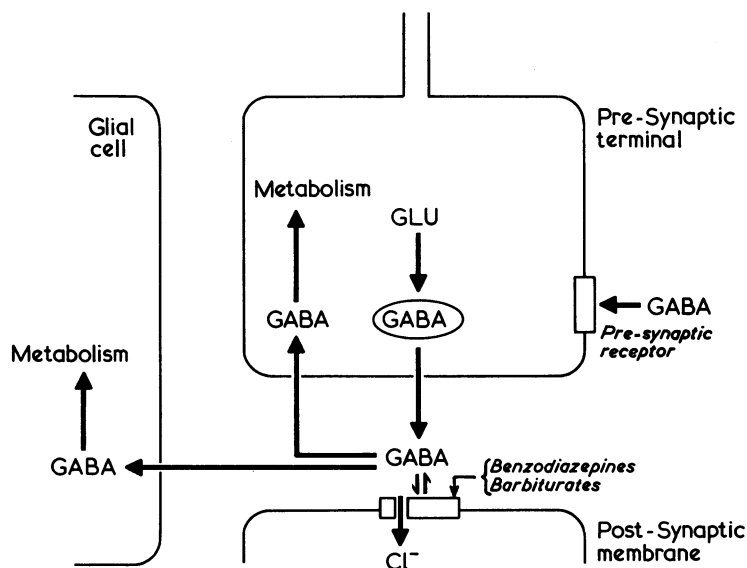 Glial
cell
Pre-Synaptic
terminal
Metabolism
GLU
GABA
GABA
GABA
Pre-synaptic
receptor
Metabolism
GABA
GABA
Benzodiazepines
Barbiturates
Cl⁻
Post-Synaptic
membrane